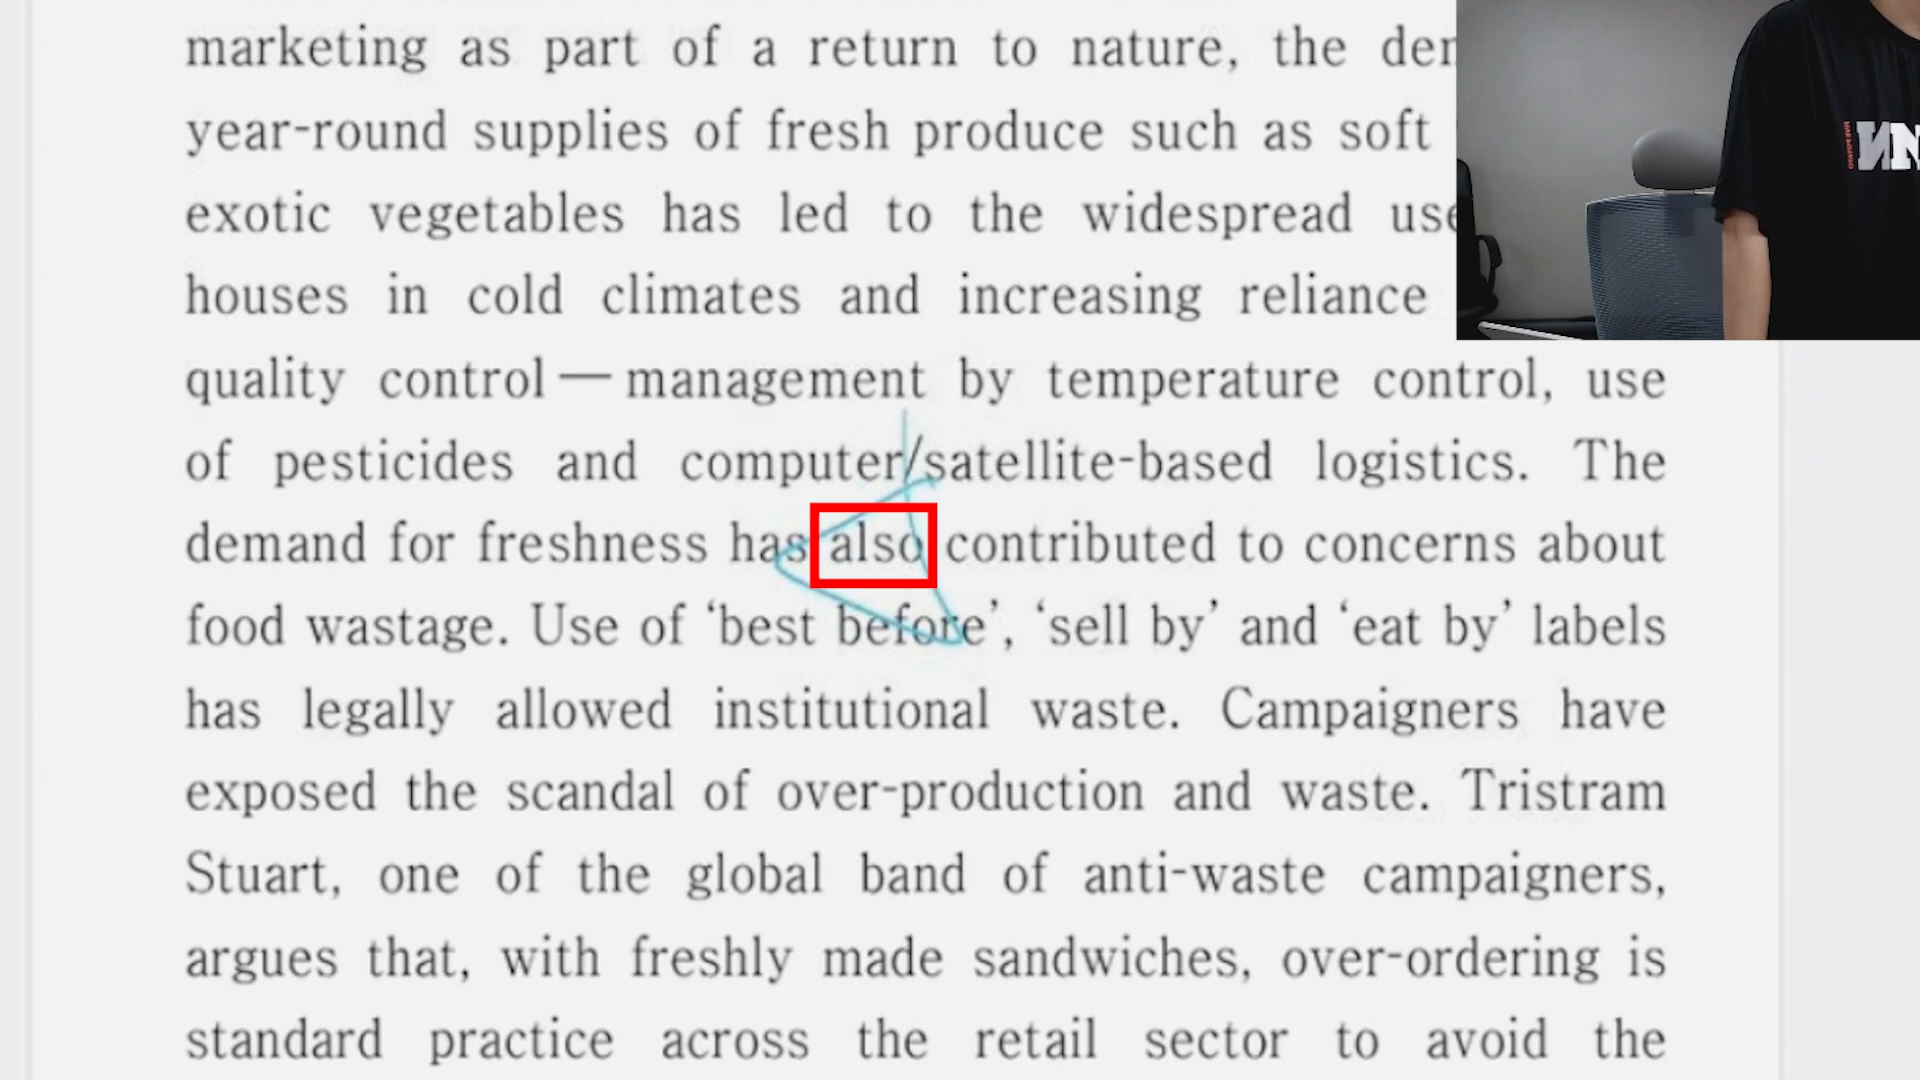 marketing as part of a return to nature, the
year-round supplies of fresh produce such as soft
exotic vegetables has led to the widespread use
houses in cold climates and increasing reliance
quality control — management by temperature control, use
of pesticides and computer/satellite-based logistics. The
demand for freshness has also contributed to concerns about
food wastage. Use of ‘best before’, ‘sell by’ and ‘eat by’ labels
has legally allowed institutional waste. Campaigners have
exposed the scandal of over-production and waste. Tristram
Stuart, one of the global band of anti-waste campaigners,
argues that, with freshly made sandwiches, over-ordering is
standard practice across the retail sector to avoid the